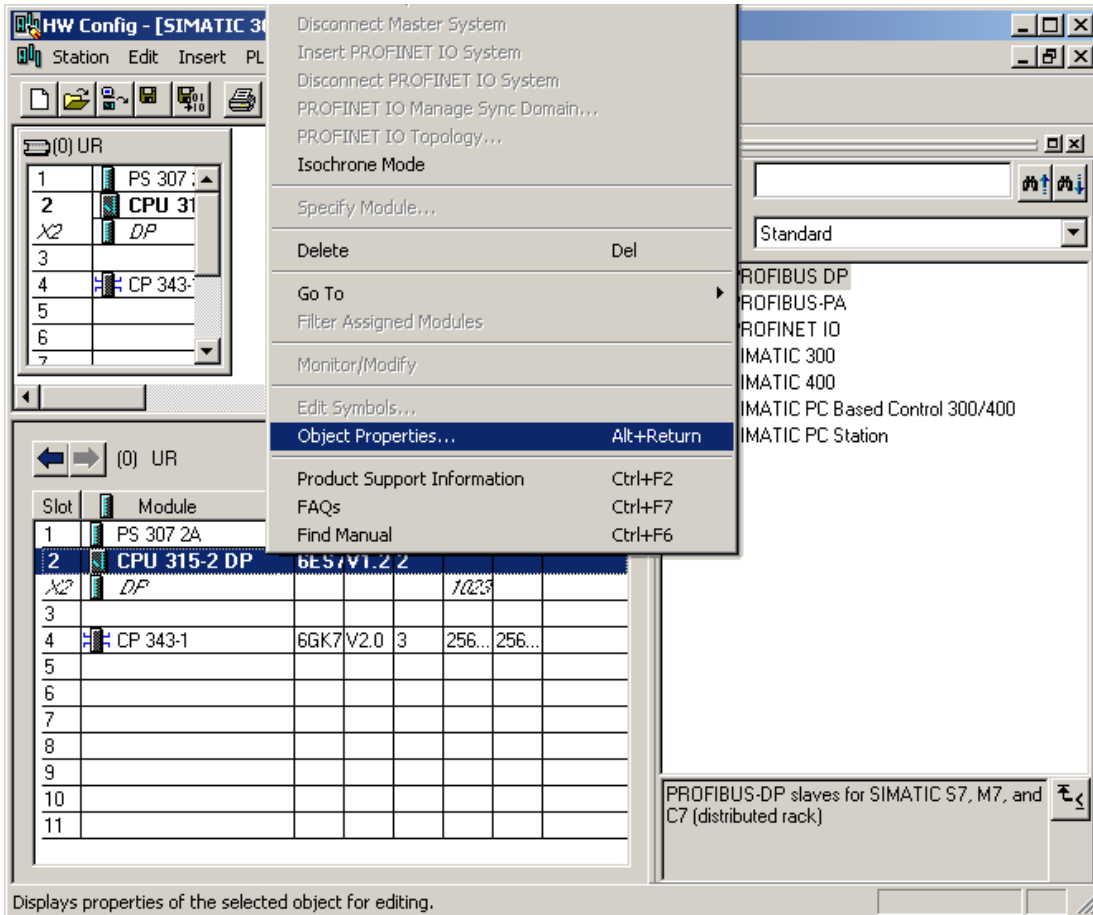 HW Config - [SIMATIC 30
Station Edit Insert PL
(0) UR
1 PS 307 2
2 CPU 31
X2 DP
3
4 CP 343-1
5
6
7
Disconnect Master System
Insert PROFINET IO System
Disconnect PROFINET IO System
PROFINET IO Manage Sync Domain...
PROFINET IO Topology...
Isochrone Mode
Specify Module...
Delete Del
Go To
Filter Assigned Modules
Monitor/Modify
Edit Symbols...
Object Properties... Alt+Return
Product Support Information Ctrl+F2
FAQs Ctrl+F7
Find Manual Ctrl+F6
Standard
ROFIBUS DP
ROFIBUS-PA
ROFINET IO
IMATIC 300
IMATIC 400
IMATIC PC Based Control 300/400
IMATIC PC Station
(0) UR
Slot Module
1 PS 307 2A
2 CPU 315-2 DP 6ES7 V1.2 2
X2 DP 1023
3
4 CP 343-1 6GK7 V2.0 3 256... 256...
5
6
7
8
9
10
11
PROFIBUS-DP slaves for SIMATIC S7, M7, and
C7 (distributed rack)
Displays properties of the selected object for editing.